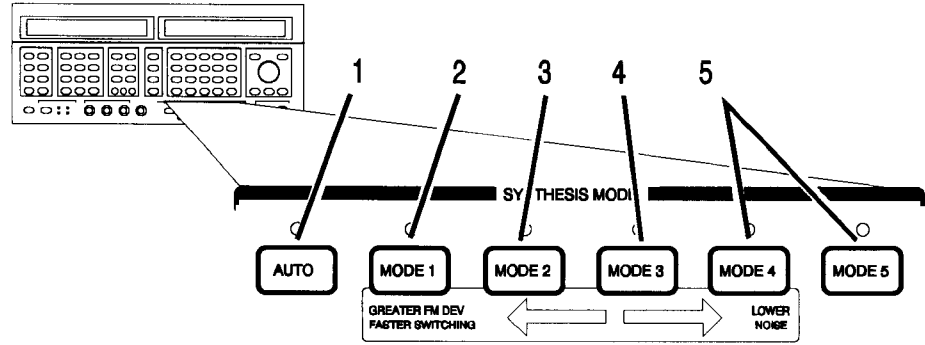 1 2 3 4 5
SY THESIS MOD
AUTO MODE 1 MODE 2 MODE 3 MODE 4 MODE 5
GREATER FM DEV
FASTER SWITCHING
LOWER
NOISE